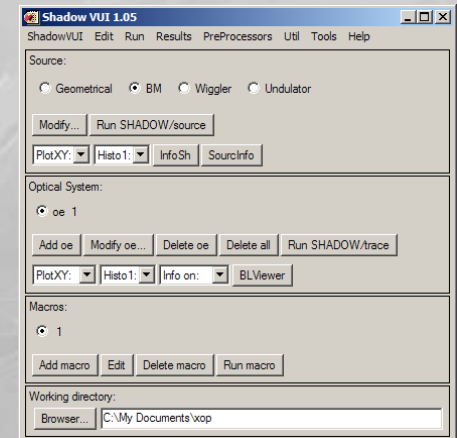 Shadow VUI 1.05
ShadowVUI Edit Run Results PreProcessors Util Tools Help
Source:
Geometrical BM Wiggler Undulator
Modify... Run SHADOW/source
PlotXY: Histo1: InfoSh SourcInfo
Optical System:
oe 1
Add oe Modify oe... Delete oe Delete all Run SHADOW/trace
PlotXY: Histo1: Info on: BLViewer
Macros:
1
Add macro Edit Delete macro Run macro
Working directory:
Browser... C:\My Documents\xop